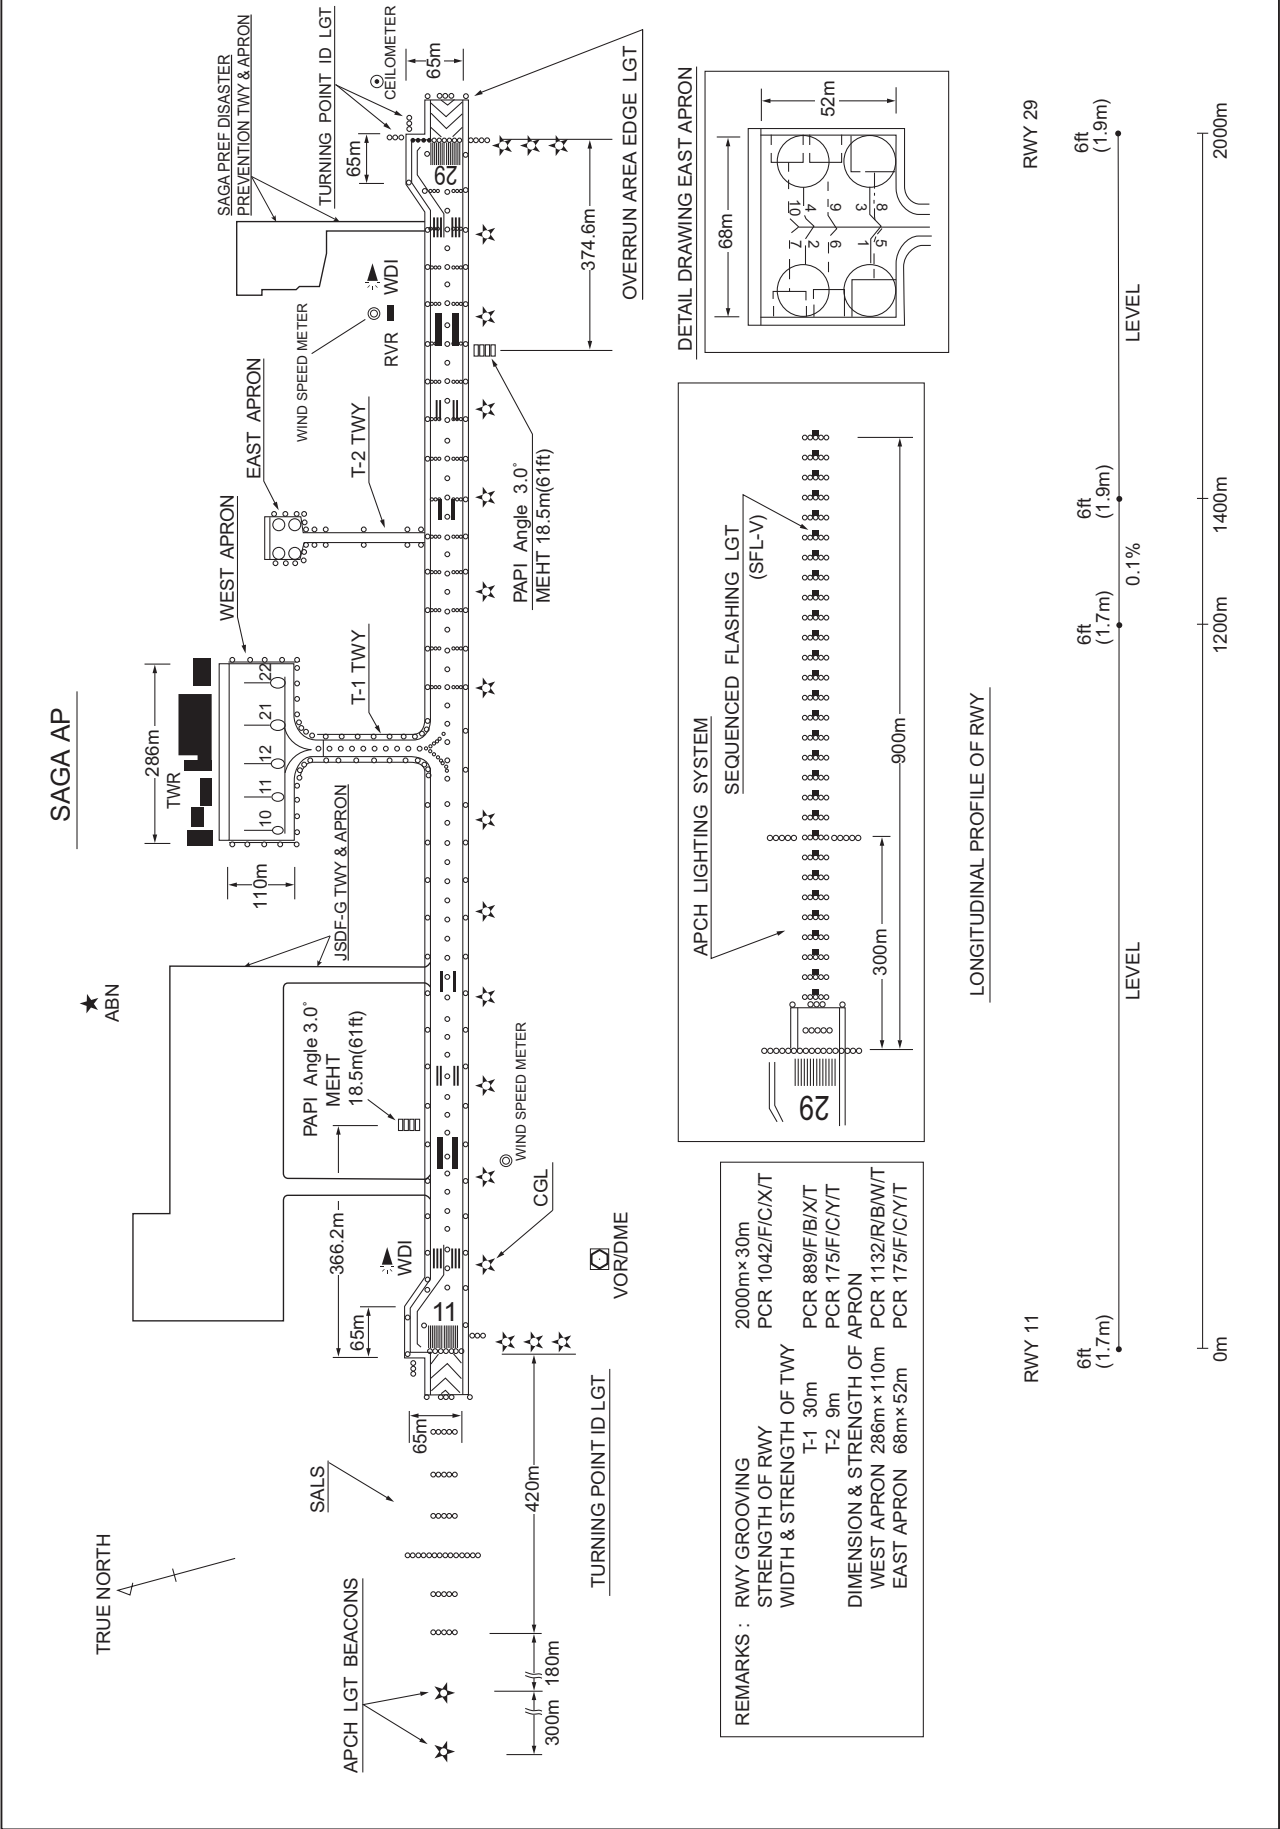 SAGA AP
TRUE NORTH
ABN
286m
TWR
110m
10
11
12
21
22
WEST APRON
EAST APRON
SAGA PREF DISASTER
PREVENTION TWY & APRON
TURNING POINT ID LGT
CEILOMETER
65m
65m
WIND SPEED METER
WDI
RVR
T-2 TWY
T-1 TWY
JSDF-G TWY & APRON
PAPI Angle 3.0°
MEHT
18.5m(61ft)
366.2m
WDI
65m
SALS
APCH LGT BEACONS
65m
11
29
300m
180m
420m
TURNING POINT ID LGT
CGL
WIND SPEED METER
VOR/DME
PAPI Angle 3.0°
MEHT 18.5m(61ft)
374.6m
OVERRUN AREA EDGE LGT
REMARKS : RWY GROOVING 2000m×30m
STRENGTH OF RWY PCR 1042/F/C/X/T
WIDTH & STRENGTH OF TWY
T-1 30m PCR 889/F/B/X/T
T-2 9m PCR 175/F/C/Y/T
DIMENSION & STRENGTH OF APRON
WEST APRON 286m×110m PCR 1132/R/B/W/T
EAST APRON 68m×52m PCR 175/F/C/Y/T
APCH LIGHTING SYSTEM
SEQUENCED FLASHING LGT
(SFL-V)
29
300m
900m
DETAIL DRAWING EAST APRON
68m
52m
7
10
2
4
6
9
1
3
5
8
LONGITUDINAL PROFILE OF RWY
RWY 11
RWY 29
6ft
(1.7m)
6ft
(1.7m)
6ft
(1.9m)
6ft
(1.9m)
LEVEL
0.1%
LEVEL
0m
1200m
1400m
2000m